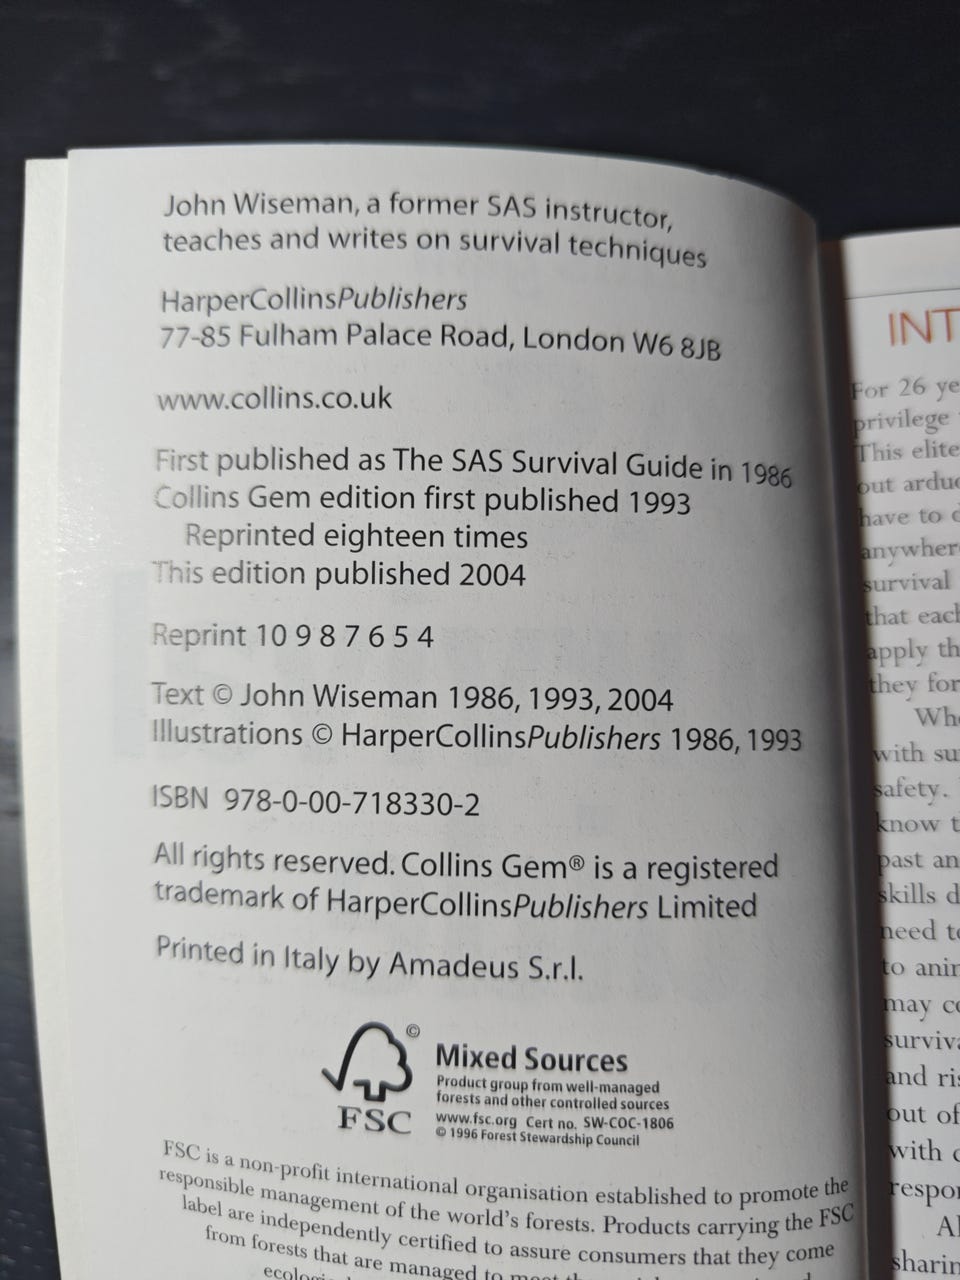 John Wiseman, a former SAS instructor,
teaches and writes on survival techniques
HarperCollinsPublishers
77-85 Fulham Palace Road, London W6 8JB
www.collins.co.uk
First published as The SAS Survival Guide in 1986
Collins Gem edition first published 1993
Reprinted eighteen times
This edition published 2004
Reprint 10 9 8 7 6 5 4
Text © John Wiseman 1986, 1993, 2004
Illustrations © HarperCollinsPublishers 1986, 1993
ISBN 978-0-00-718330-2
All rights reserved. Collins Gem® is a registered
trademark of HarperCollinsPublishers Limited
Printed in Italy by Amadeus S.r.l.
©
FSC
Mixed Sources
Product group from well-managed
forests and other controlled sources
www.fsc.org Cert no. SW-COC-1806
© 1996 Forest Stewardship Council
FSC is a non-profit international organisation established to promote the
responsible management of the world's forests. Products carrying the FSC
label are independently certified to assure consumers that they come
from forests that are managed to meet the
INT
For 26 ye
privilege
This elite
out ardu
have to d
anywher
survival
that each
apply th
they for
Wh
with su
safety.
know t
past an
skills d
need to
to anim
may co
surviv
and ris
out of
with c
respo
Al
sharin